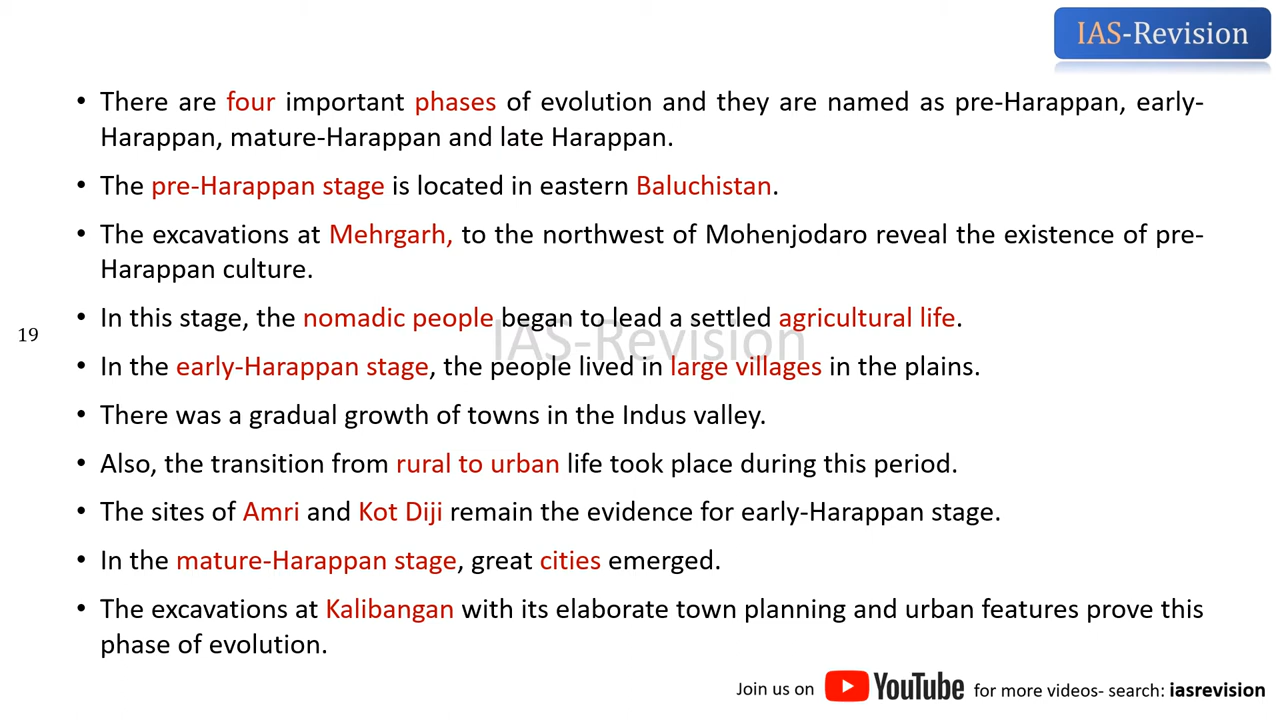 IAS-Revision
• There are four important phases of evolution and they are named as pre-Harappan, early-
Harappan, mature-Harappan and late Harappan.
• The pre-Harappan stage is located in eastern Baluchistan.
• The excavations at Mehrgarh, to the northwest of Mohenjodaro reveal the existence of pre-
Harappan culture.
• In this stage, the nomadic people began to lead a settled agricultural life.
19
IAS-Revision
• In the early-Harappan stage, the people lived in large villages in the plains.
• There was a gradual growth of towns in the Indus valley.
• Also, the transition from rural to urban life took place during this period.
• The sites of Amri and Kot Diji remain the evidence for early-Harappan stage.
• In the mature-Harappan stage, great cities emerged.
• The excavations at Kalibangan with its elaborate town planning and urban features prove this
phase of evolution.
Join us on YouTube for more videos- search: iasrevision